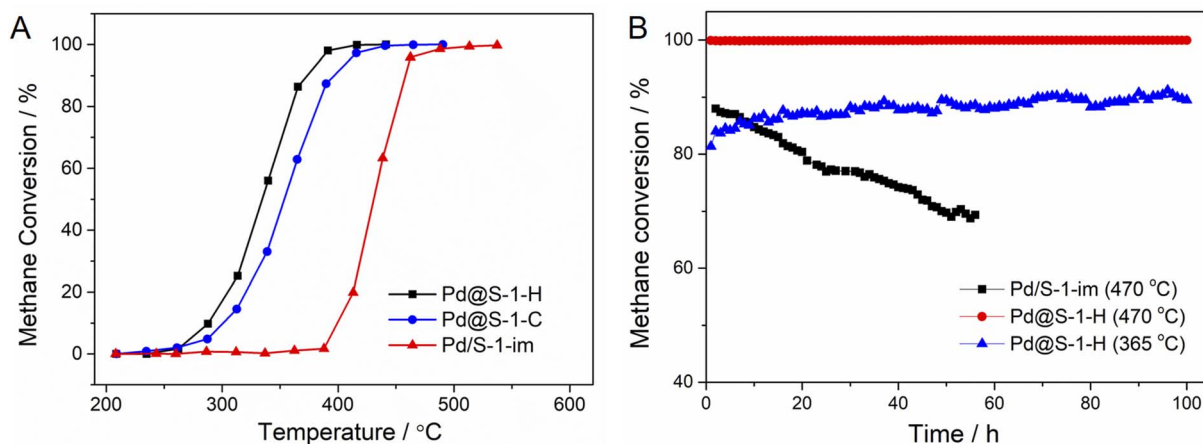 A
Methane Conversion / %
100
80
60
40
20
0
Pd@S-1-H
Pd@S-1-C
Pd/S-1-im
200
300
400
500
600
Temperature / °C
B
Methane conversion / %
100
80
60
40
Pd/S-1-im (470 °C)
Pd@S-1-H (470 °C)
Pd@S-1-H (365 °C)
0
20
40
60
80
100
Time / h